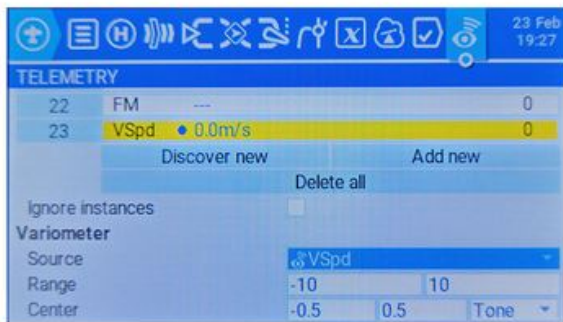 23 Feb
19:27
TELEMETRY
22 FM --- 0
23 VSpd 0.0m/s 0
Discover new Add new
Delete all
Ignore instances
Variometer
Source VSpd
Range -10 10
Center -0.5 0.5 Tone